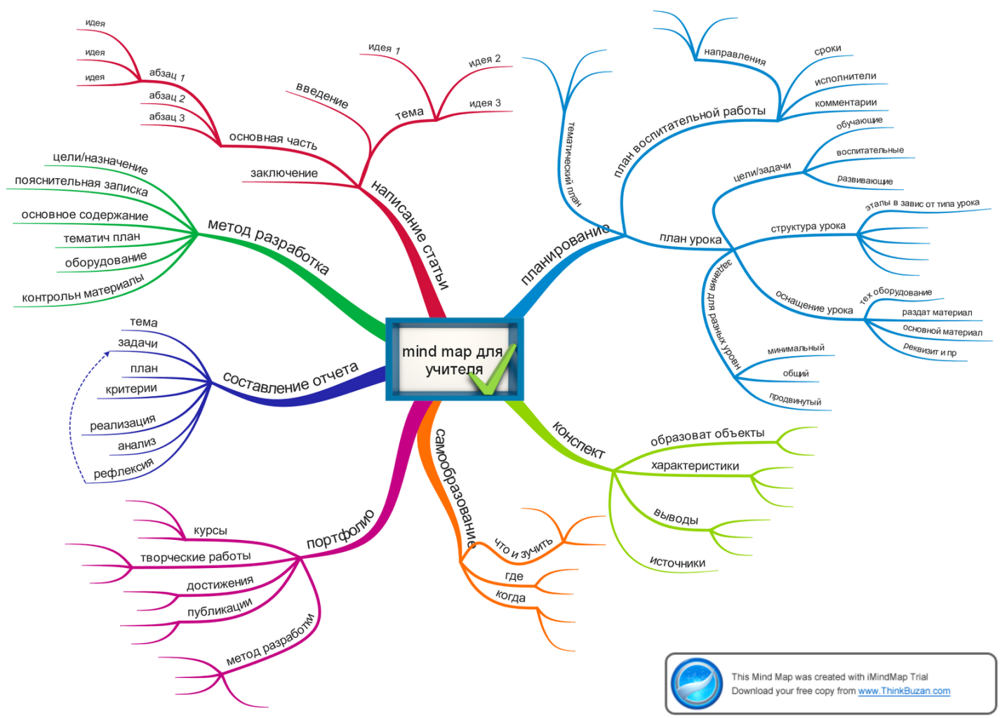 mind map для
учителя
написание статьи
введение
тема
идея 1
идея 2
идея 3
основная часть
абзац 1
идея
идея
идея
абзац 2
абзац 3
заключение
метод разработка
цели/назначение
пояснительная записка
основное содержание
тематич план
оборудование
контрольн материалы
составление отчета
тема
задачи
план
критерии
реализация
анализ
рефлексия
портфолио
курсы
творческие работы
достижения
публикации
метод разработки
самообразование
что и зучить
где
когда
конспект
образоват объекты
характеристики
выводы
источники
планирование
тематический план
план воспитательной работы
направления
сроки
исполнители
комментарии
план урока
цели/задачи
обучающие
воспитательные
развивающие
структура урока
этапы в завис от типа урока
оснащение урока
тех оборудование
раздат материал
основной материал
реквизит и пр
задания для разных уровн
минимальный
общий
продвинутый
This Mind Map was created with iMindMap Trial
Download your free copy from www.ThinkBuzan.com